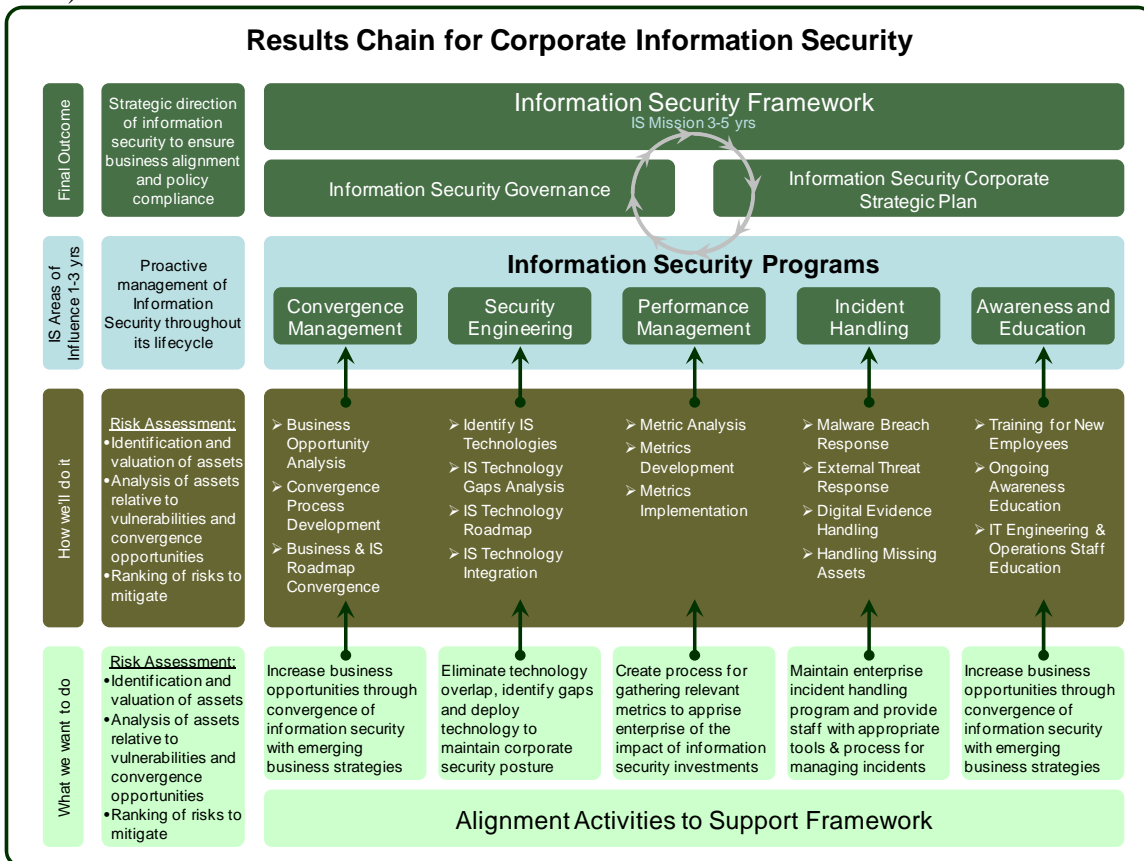 Results Chain for Corporate Information Security
Final Outcome
Strategic direction
of information
security to ensure
business alignment
and policy
compliance
Information Security Framework
IS Mission 3-5 yrs
Information Security Governance
Information Security Corporate
Strategic Plan
IS Areas of
Influence 1-3 yrs
Proactive
management of
Information
Security throughout
its lifecycle
Information Security Programs
Convergence
Management
Security
Engineering
Performance
Management
Incident
Handling
Awareness and
Education
How we'll do it
Risk Assessment:
•Identification and
valuation of assets
•Analysis of assets
relative to
vulnerabilities and
convergence
opportunities
•Ranking of risks to
mitigate
➢ Business
Opportunity
Analysis
➢ Convergence
Process
Development
➢ Business & IS
Roadmap
Convergence
➢ Identify IS
Technologies
➢ IS Technology
Gaps Analysis
➢ IS Technology
Roadmap
➢ IS Technology
Integration
➢ Metric Analysis
➢ Metrics
Development
➢ Metrics
Implementation
➢ Malware Breach
Response
➢ External Threat
Response
➢ Digital Evidence
Handling
➢ Handling Missing
Assets
➢ Training for New
Employees
➢ Ongoing
Awareness
Education
➢ IT Engineering &
Operations Staff
Education
What we want to do
Risk Assessment:
•Identification and
valuation of assets
•Analysis of assets
relative to
vulnerabilities and
convergence
opportunities
•Ranking of risks to
mitigate
Increase business
opportunities through
convergence of
information security
with emerging
business strategies
Eliminate technology
overlap, identify gaps
and deploy
technology to
maintain corporate
security posture
Create process for
gathering relevant
metrics to apprise
enterprise of the
impact of information
security investments
Maintain enterprise
incident handling
program and provide
staff with appropriate
tools & process for
managing incidents
Increase business
opportunities through
convergence of
information security
with emerging
business strategies
Alignment Activities to Support Framework